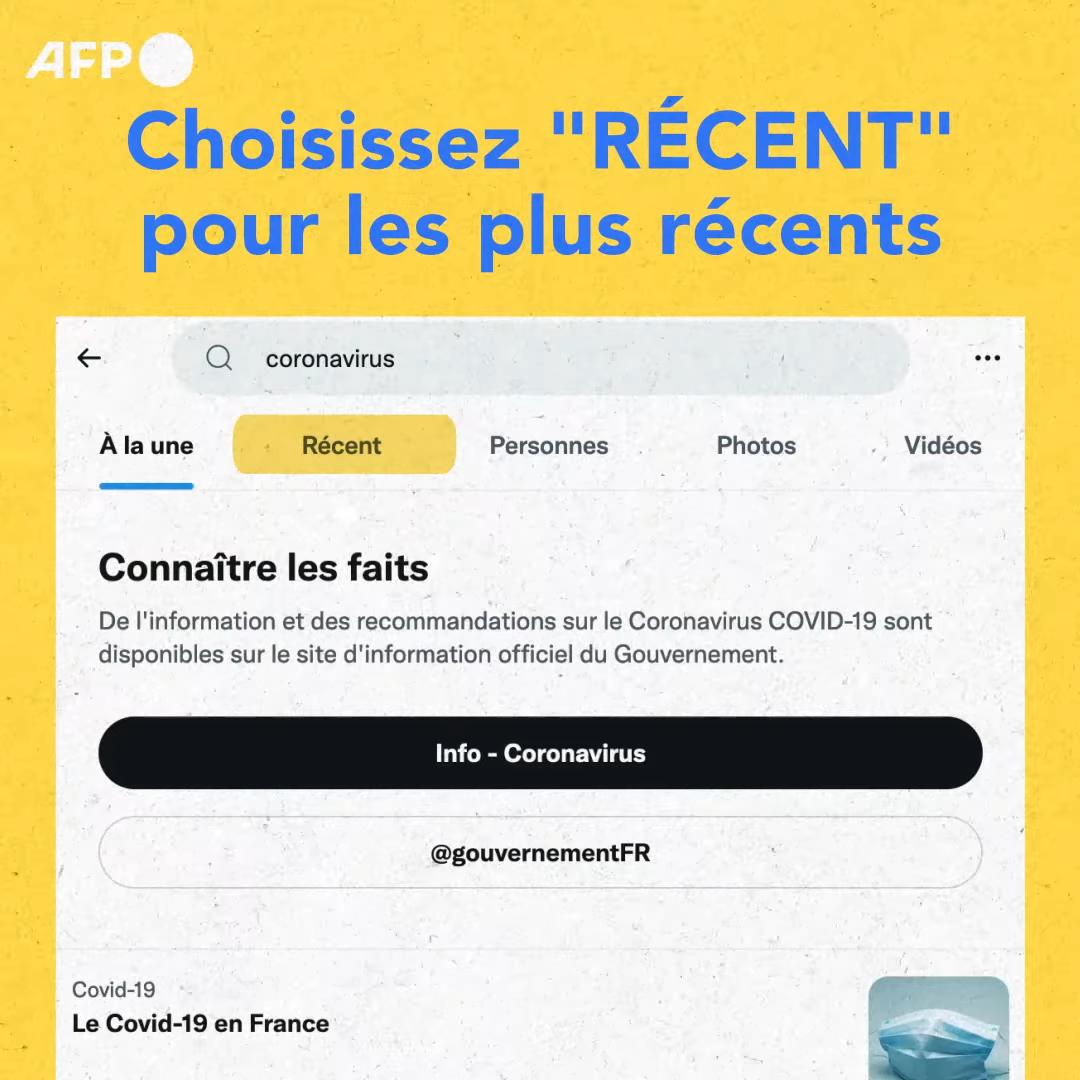 AFP
Choisissez "RÉCENT"
pour les plus récents
coronavirus
À la une Récent Personnes Photos Vidéos
Connaître les faits
De l'information et des recommandations sur le Coronavirus COVID-19 sont
disponibles sur le site d'information officiel du Gouvernement.
Info - Coronavirus
@gouvernementFR
Covid-19
Le Covid-19 en France